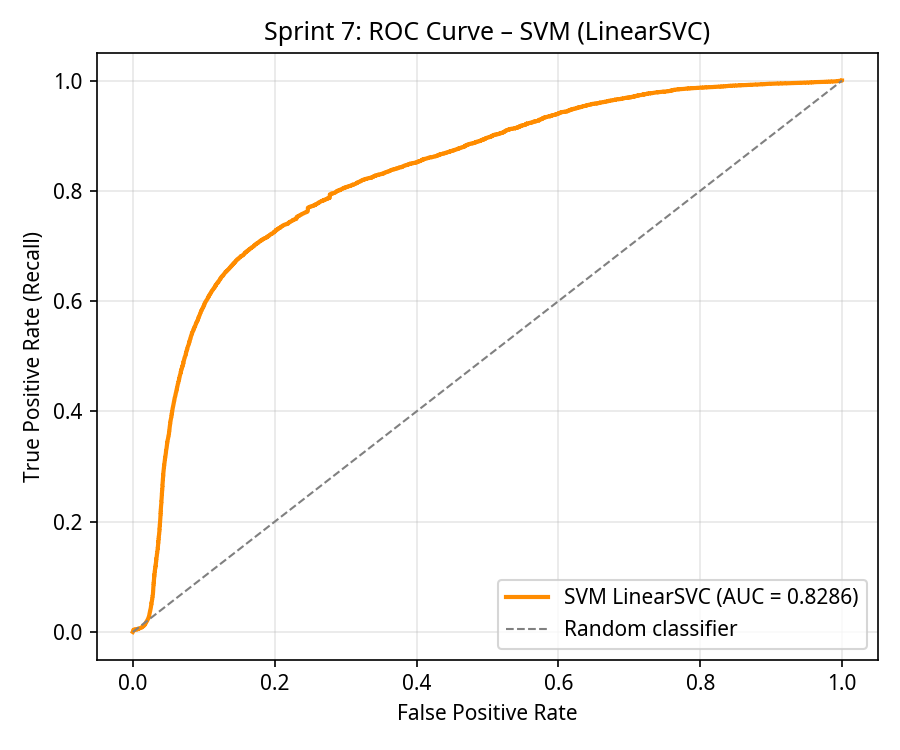 Sprint 7: ROC Curve – SVM (LinearSVC)
True Positive Rate (Recall)
1.0
0.8
0.6
0.4
0.2
0.0
SVM LinearSVC (AUC = 0.8286)
Random classifier
0.0 0.2 0.4 0.6 0.8 1.0
False Positive Rate